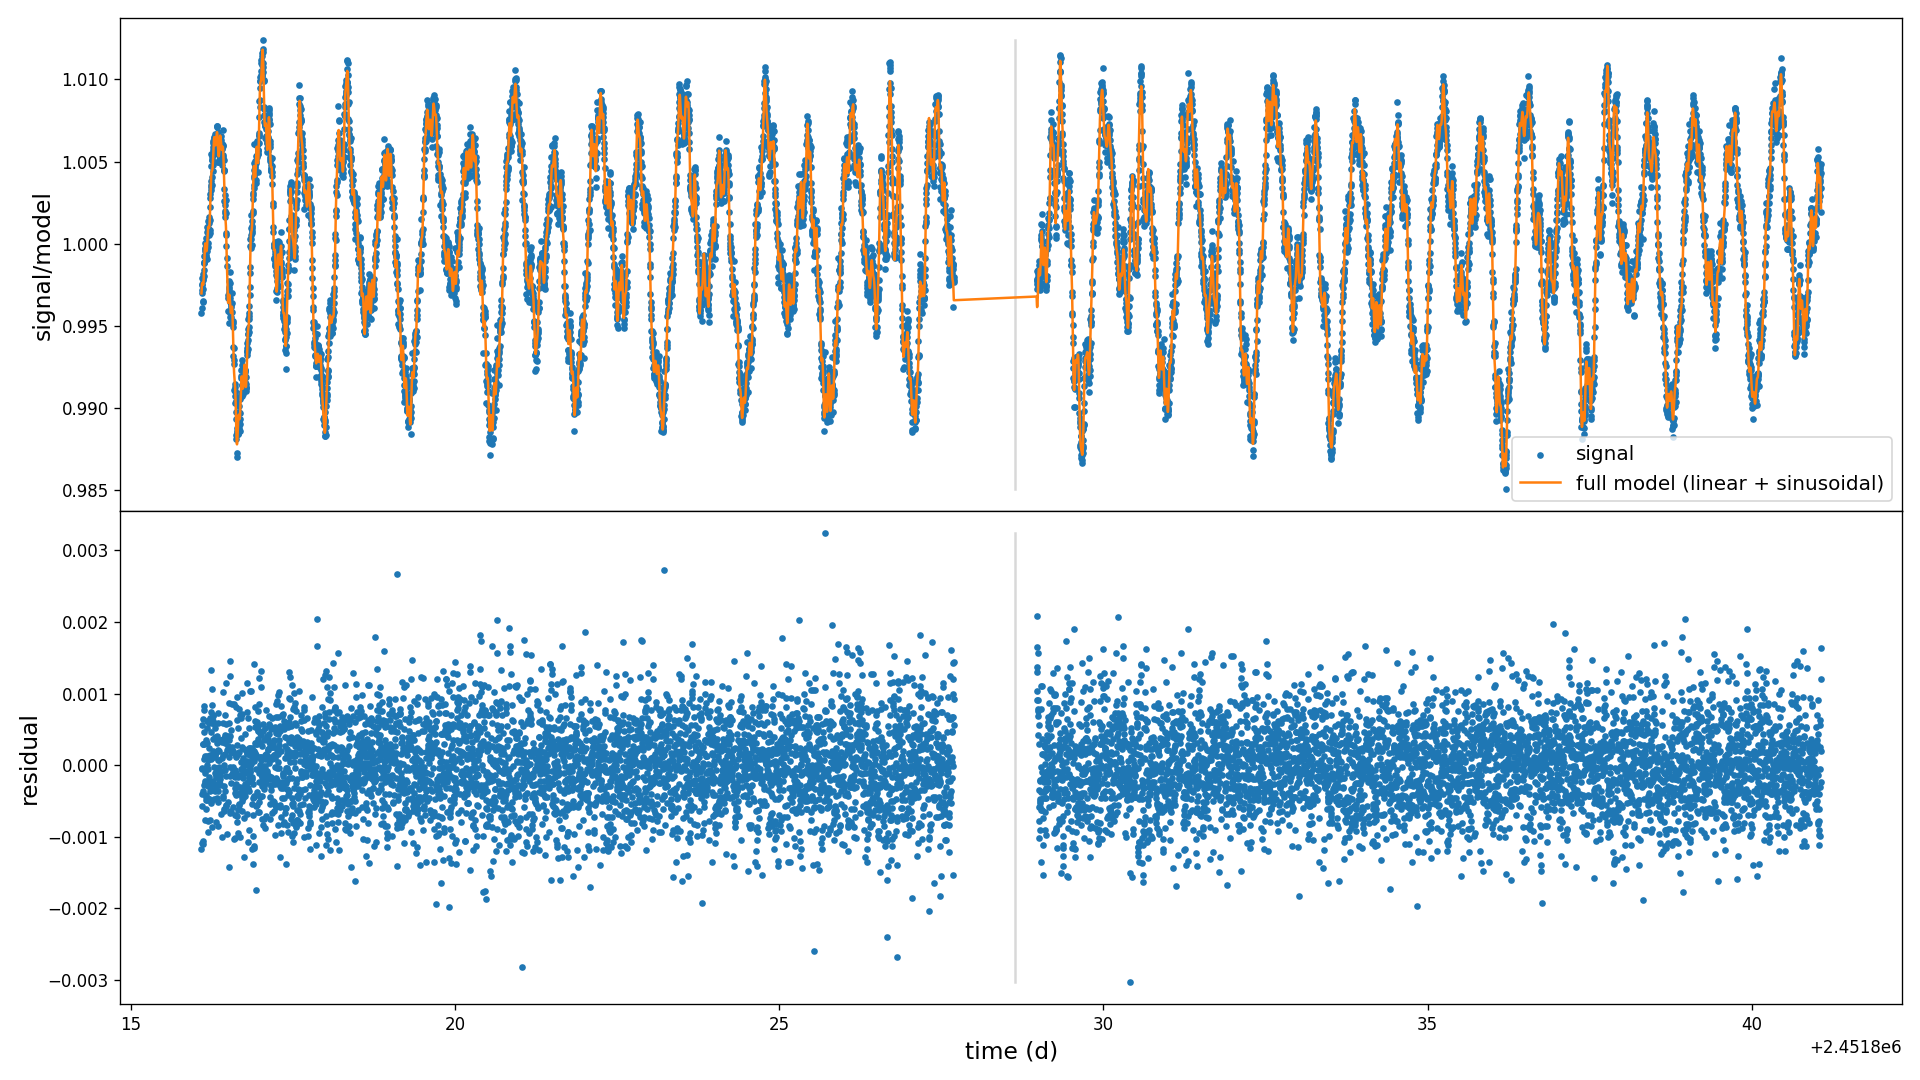 1.010
1.005
1.000
0.995
0.990
0.985
signal/model
signal
full model (linear + sinusoidal)
0.003
0.002
0.001
0.000
−0.001
−0.002
−0.003
residual
15 20 25 30 35 40
time (d)
+2.4518e6